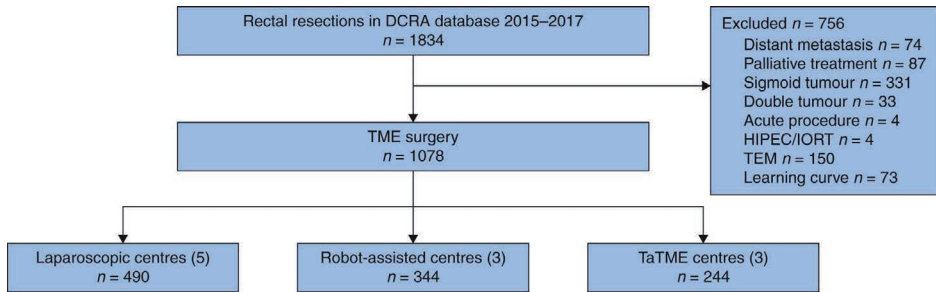 Rectal resections in DCRA database 2015–2017
n = 1834
Excluded n = 756
Distant metastasis n = 74
Palliative treatment n = 87
Sigmoid tumour n = 331
Double tumour n = 33
Acute procedure n = 4
HIPEC/IORT n = 4
TEM n = 150
Learning curve n = 73
TME surgery
n = 1078
Laparoscopic centres (5)
n = 490
Robot-assisted centres (3)
n = 344
TaTME centres (3)
n = 244